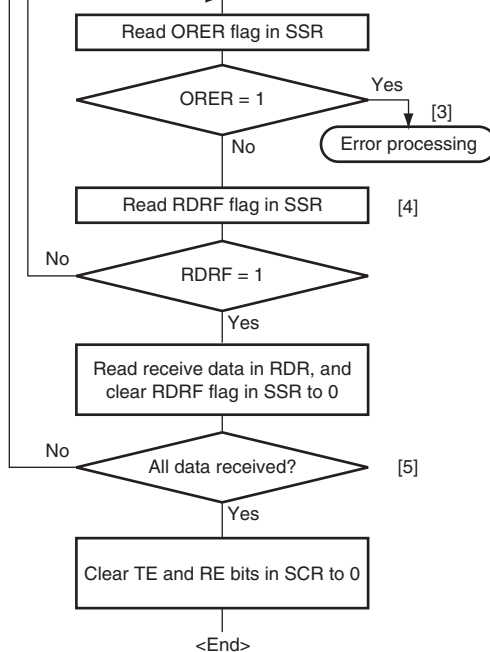 Read ORER flag in SSR
ORER = 1
Yes
[3]
Error processing
No
Read RDRF flag in SSR
[4]
No
RDRF = 1
Yes
Read receive data in RDR, and
clear RDRF flag in SSR to 0
No
All data received?
[5]
Yes
Clear TE and RE bits in SCR to 0
<End>